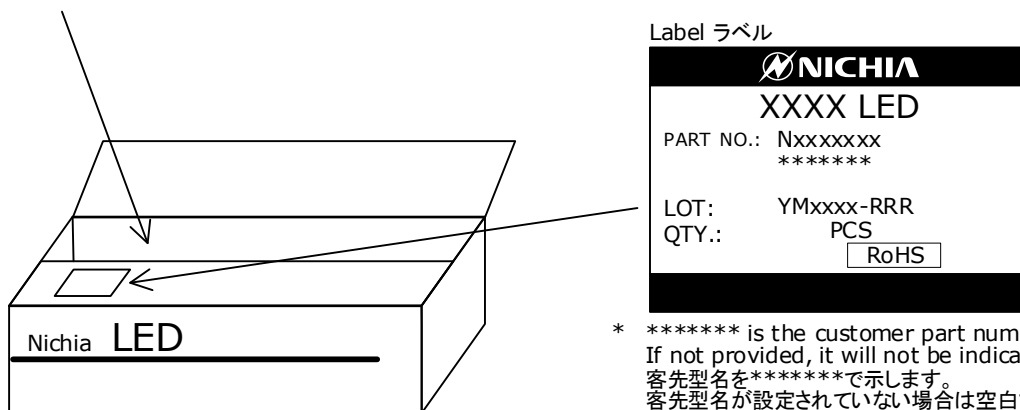 Label ラベル
NICHIA
XXXX LED
PART NO.: Nxxxxxxx
*******
LOT: YMxxxx-RRR
QTY.: PCS
RoHS
Nichia LED
* ******* is the customer part
If not provided, it will not be
客先型名を*******で示します。
客先型名が設定されていない場合は空白